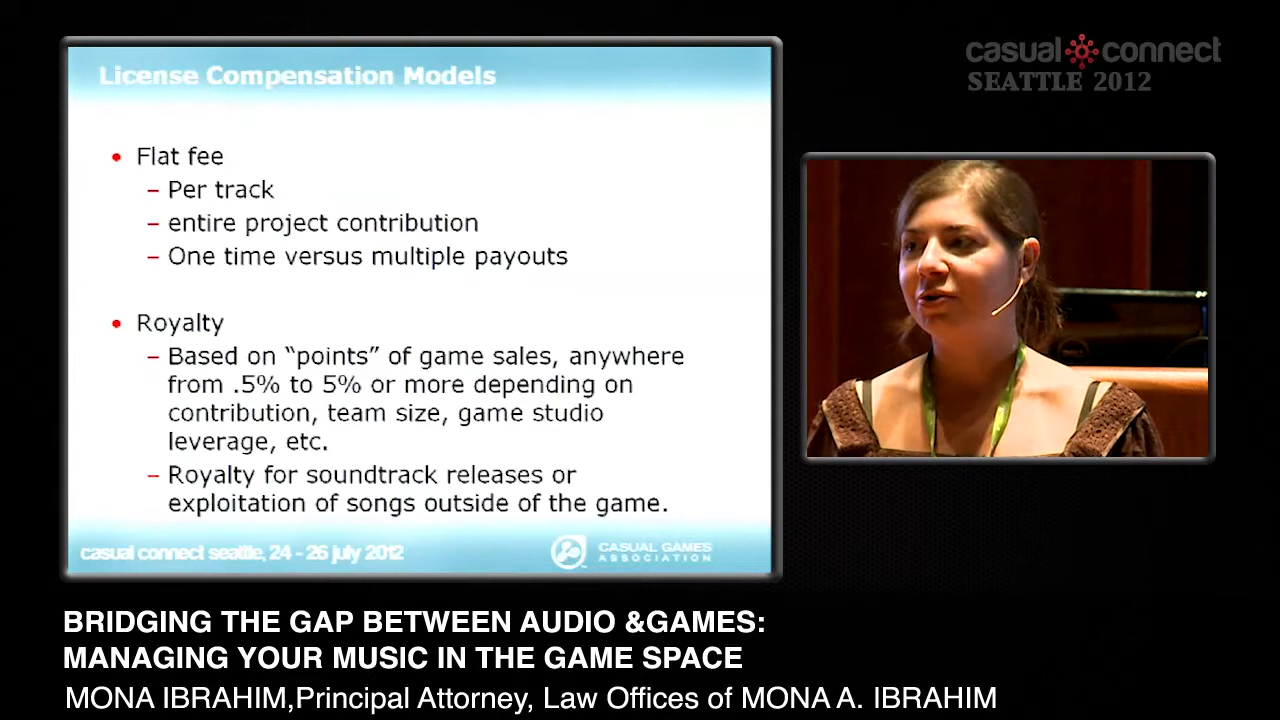 casual connect
SEATTLE 2012
License Compensation Models
• Flat fee
– Per track
– entire project contribution
– One time versus multiple payouts
• Royalty
– Based on “points” of game sales, anywhere
from .5% to 5% or more depending on
contribution, team size, game studio
leverage, etc.
– Royalty for soundtrack releases or
exploitation of songs outside of the game.
casual connect seattle, 24 - 26 july 2012
CASUAL GAMES
ASSOCIATION
BRIDGING THE GAP BETWEEN AUDIO &GAMES:
MANAGING YOUR MUSIC IN THE GAME SPACE
MONA IBRAHIM,Principal Attorney, Law Offices of MONA A. IBRAHIM